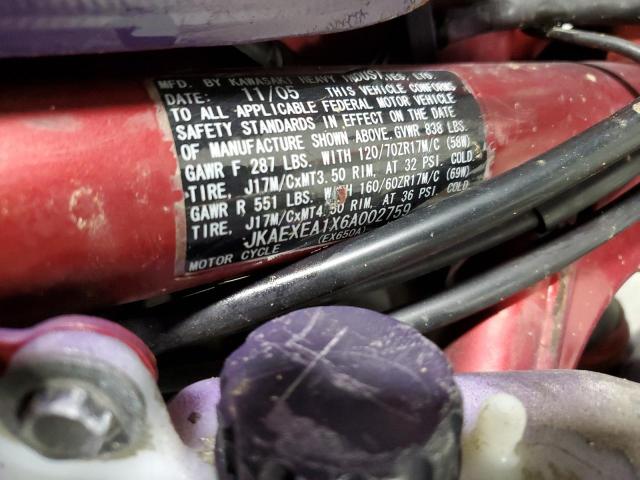 MFD. BY KAWASAKI HEAVY INDUSTRIES, LTD.
DATE: 11/05 THIS VEHICLE CONFORMS
TO ALL APPLICABLE FEDERAL MOTOR VEHICLE
SAFETY STANDARDS IN EFFECT ON THE DATE
OF MANUFACTURE SHOWN ABOVE. GVWR 838 LBS.
GAWR F 287 LBS. WITH 120/70ZR17M/C (58W)
TIRE, J17M/CxMT3.50 RIM, AT 32 PSI. COLD.
GAWR R 551 LBS. WITH 160/60ZR17M/C (69W)
TIRE, J17M/CxMT4.50 RIM, AT 36 PSI. COLD.
JKAEXEA1X6A002759
MOTOR CYCLE (EX650A)